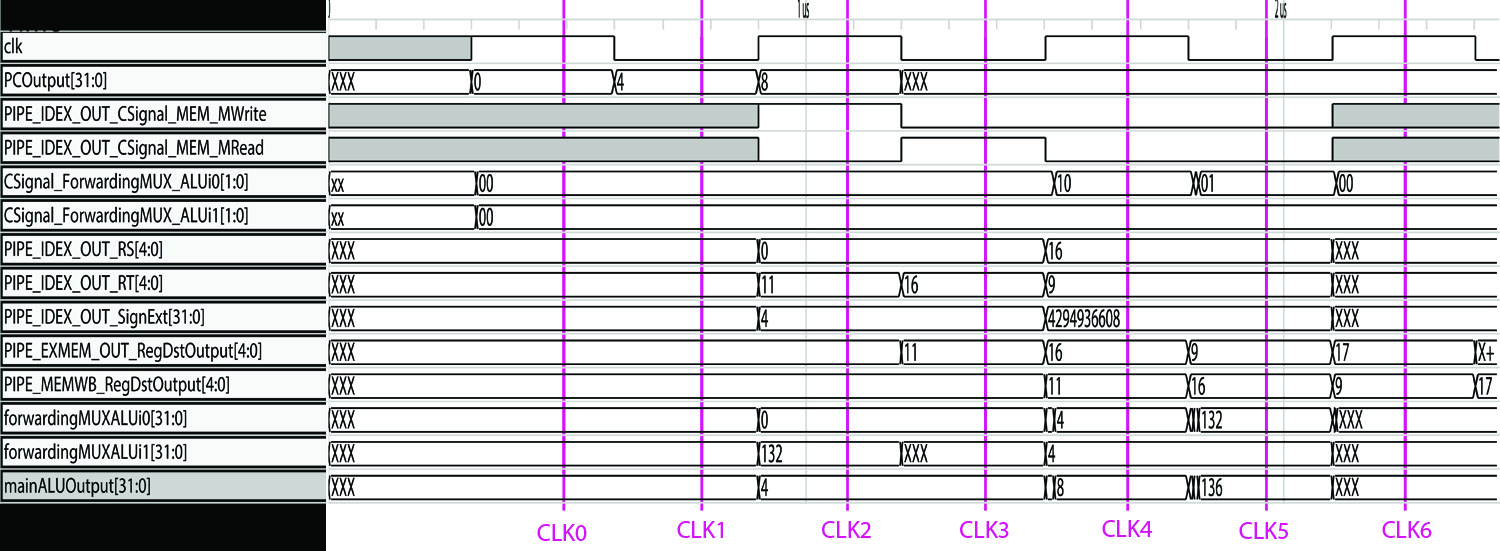 1 us 2 us
clk
PCOutput[31:0] XXX 0 4 8 XXX
PIPE_IDEX_OUT_CSignal_MEM_MWrite
PIPE_IDEX_OUT_CSignal_MEM_MRead
CSignal_ForwardingMUX_ALUi0[1:0] xx 00 10 01 00
CSignal_ForwardingMUX_ALUi1[1:0] xx 00
PIPE_IDEX_OUT_RS[4:0] XXX 0 16 XXX
PIPE_IDEX_OUT_RT[4:0] XXX 11 16 9 XXX
PIPE_IDEX_OUT_SignExt[31:0] XXX 4 4294936608 XXX
PIPE_EXMEM_OUT_RegDstOutput[4:0] XXX 11 16 9 17 X+
PIPE_MEMWB_RegDstOutput[4:0] XXX 11 16 9 17
forwardingMUXALUi0[31:0] XXX 0 4 132 XXX
forwardingMUXALUi1[31:0] XXX 132 XXX 4 XXX
mainALUOutput[31:0] XXX 4 8 136 XXX
CLK0 CLK1 CLK2 CLK3 CLK4 CLK5 CLK6